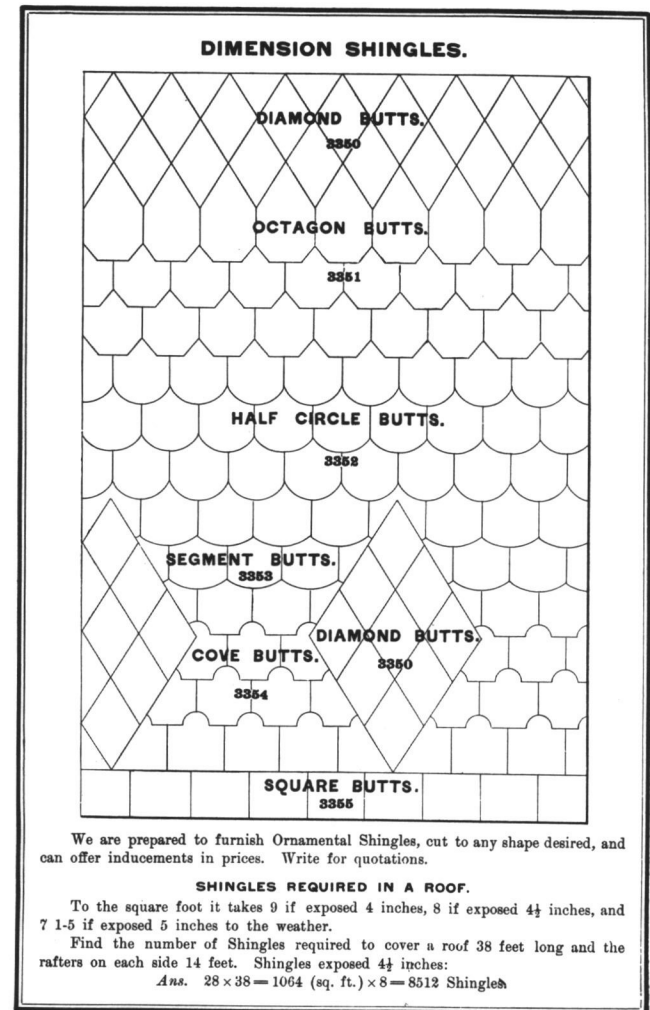 DIMENSION SHINGLES.
DIAMOND BUTTS.
3350
OCTAGON BUTTS.
3351
HALF CIRCLE BUTTS.
3352
SEGMENT BUTTS.
3353
DIAMOND BUTTS.
3350
COVE BUTTS.
3354
SQUARE BUTTS.
3355
We are prepared to furnish Ornamental Shingles, cut to any shape desired, and
can offer inducements in prices. Write for quotations.
SHINGLES REQUIRED IN A ROOF.
To the square foot it takes 9 if exposed 4 inches, 8 if exposed 4½ inches, and
7 1-5 if exposed 5 inches to the weather.
Find the number of Shingles required to cover a roof 38 feet long and the
rafters on each side 14 feet. Shingles exposed 4½ inches:
Ans. 28 × 38 = 1064 (sq. ft.) × 8 = 8512 Shingles